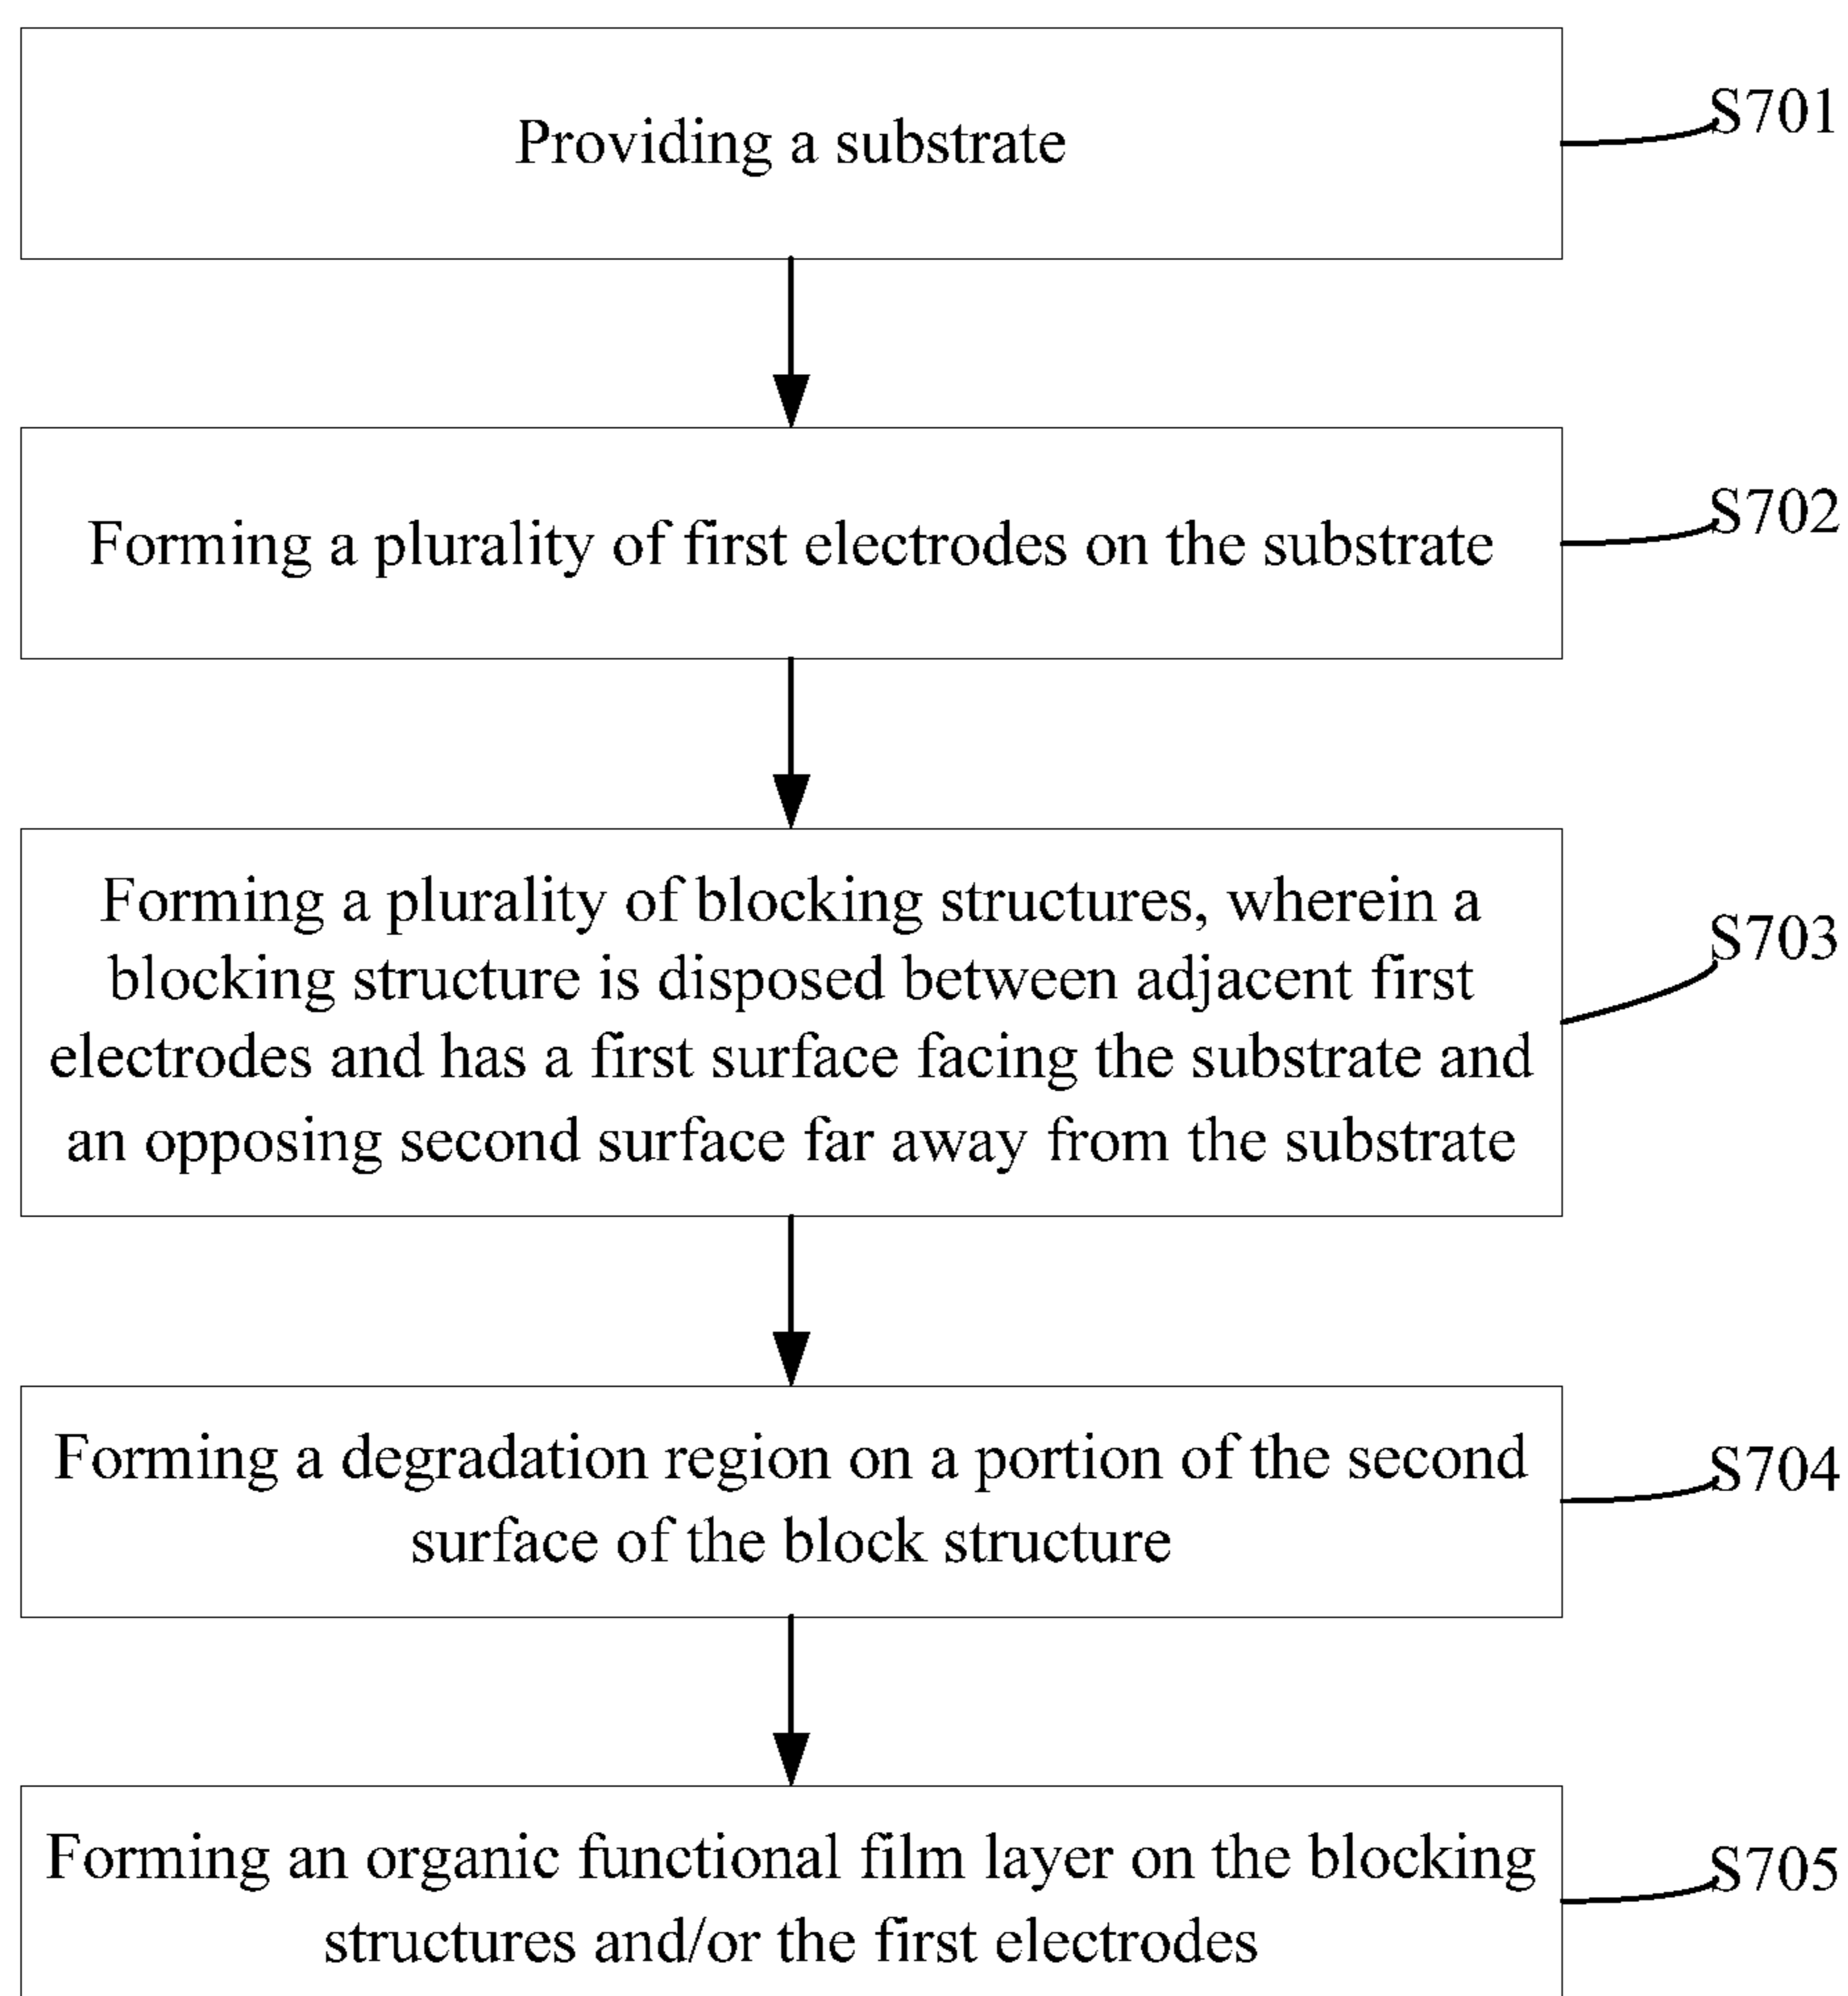 Providing a substrate
S701
Forming a plurality of first electrodes on the substrate
S702
Forming a plurality of blocking structures, wherein a
blocking structure is disposed between adjacent first
electrodes and has a first surface facing the substrate and
an opposing second surface far away from the substrate
S703
Forming a degradation region on a portion of the second
surface of the block structure
S704
Forming an organic functional film layer on the blocking
structures and/or the first electrodes
S705